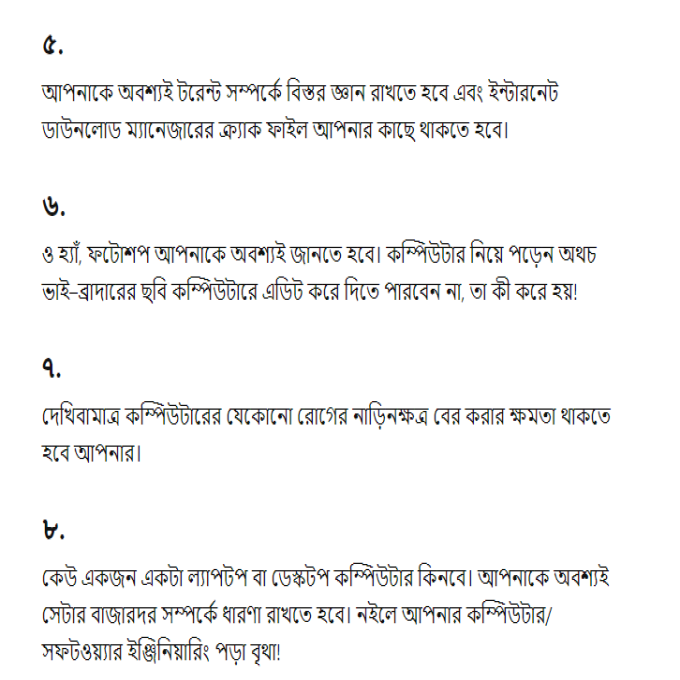 ৫.
আপনাকে অবশ্যই টরেন্ট সম্পর্কে বিস্তর জ্ঞান রাখতে হবে এবং ইন্টারনেট
ডাউনলোড ম্যানেজারের ক্র্যাক ফাইল আপনার কাছে থাকতে হবে।
৬.
ও হ্যাঁ, ফটোশপ আপনাকে অবশ্যই জানতে হবে। কম্পিউটার নিয়ে পড়েন অথচ
ভাই-ব্রাদারের ছবি কম্পিউটারে এডিট করে দিতে পারবেন না, তা কী করে হয়!
৭.
দেখিবামাত্র কম্পিউটারের যেকোনো রোগের নাড়িনক্ষত্র বের করার ক্ষমতা থাকতে
হবে আপনার।
৮.
কেউ একজন একটা ল্যাপটপ বা ডেস্কটপ কম্পিউটার কিনবে। আপনাকে অবশ্যই
সেটার বাজারদর সম্পর্কে ধারণা রাখতে হবে। নইলে আপনার কম্পিউটার/
সফটওয়্যার ইঞ্জিনিয়ারিং পড়া বৃথা!